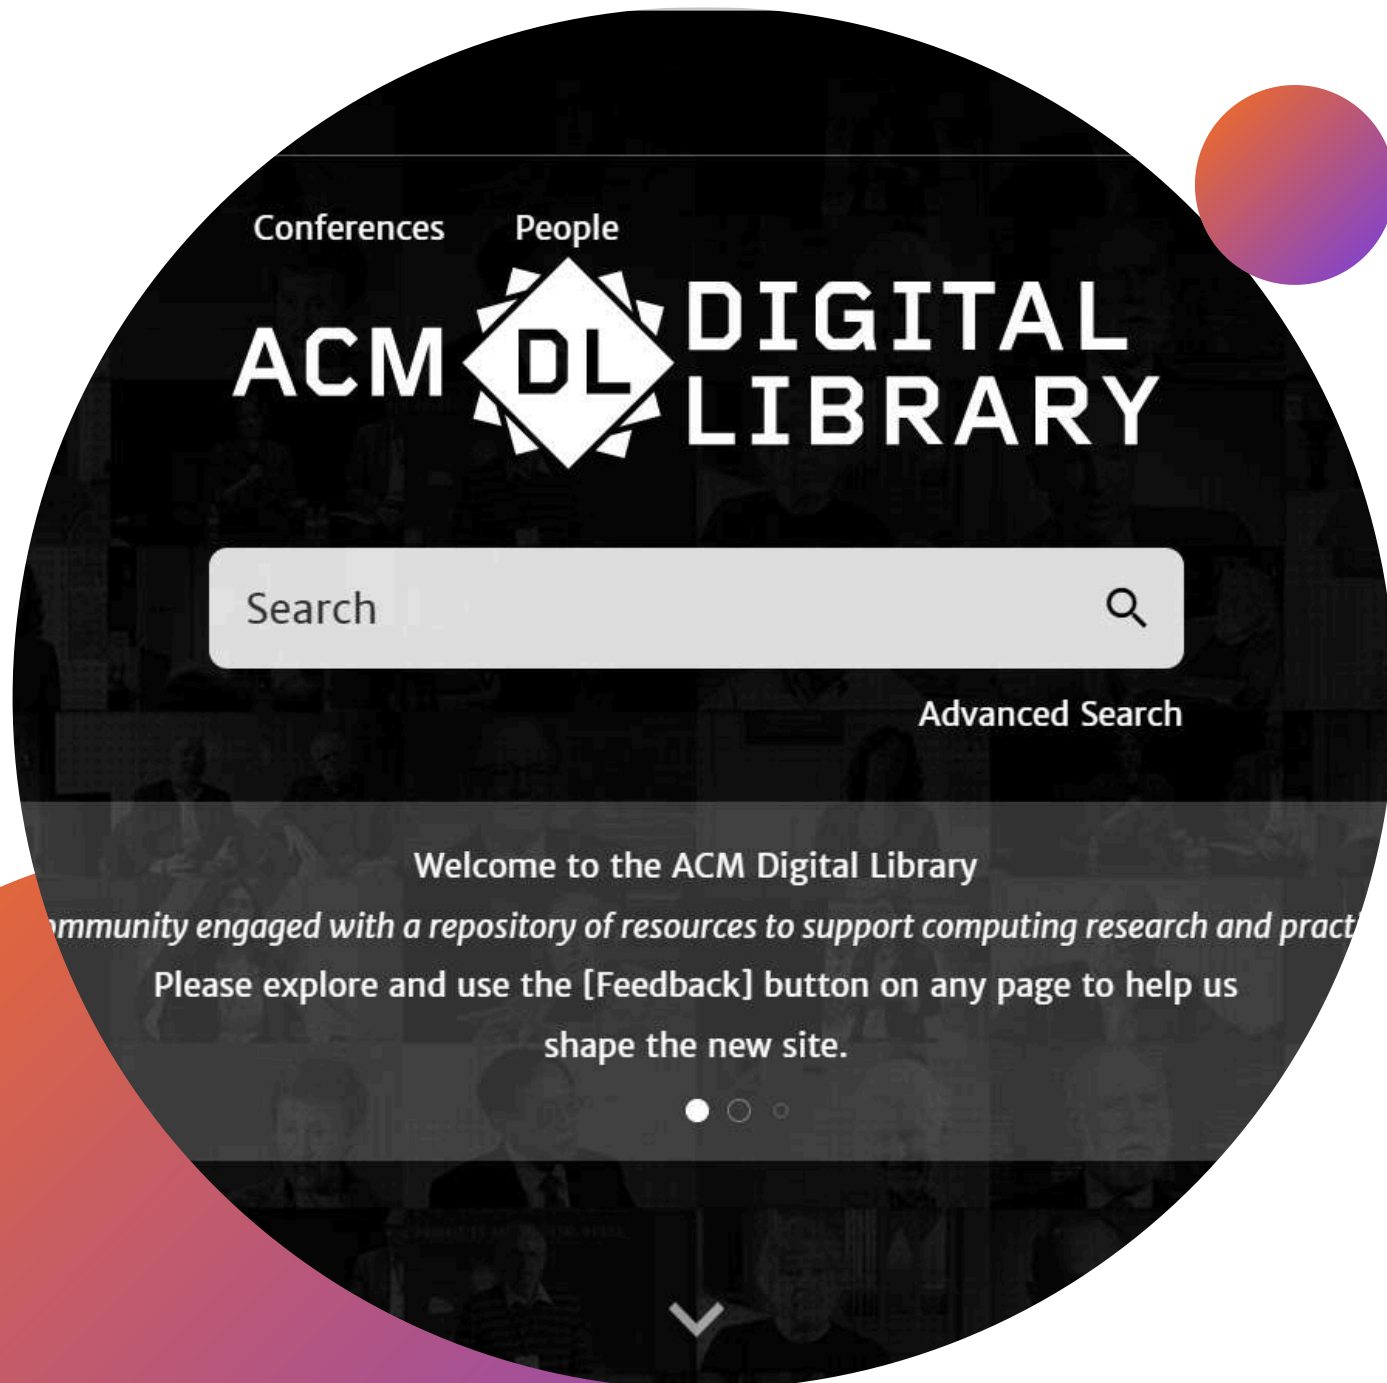 Conferences People
ACM DL DIGITAL
LIBRARY
Search
Advanced Search
Welcome to the ACM Digital Library
engaged with a repository of resources to support computing research and
Please explore and use the [Feedback] button on any page to help us
shape the new site.